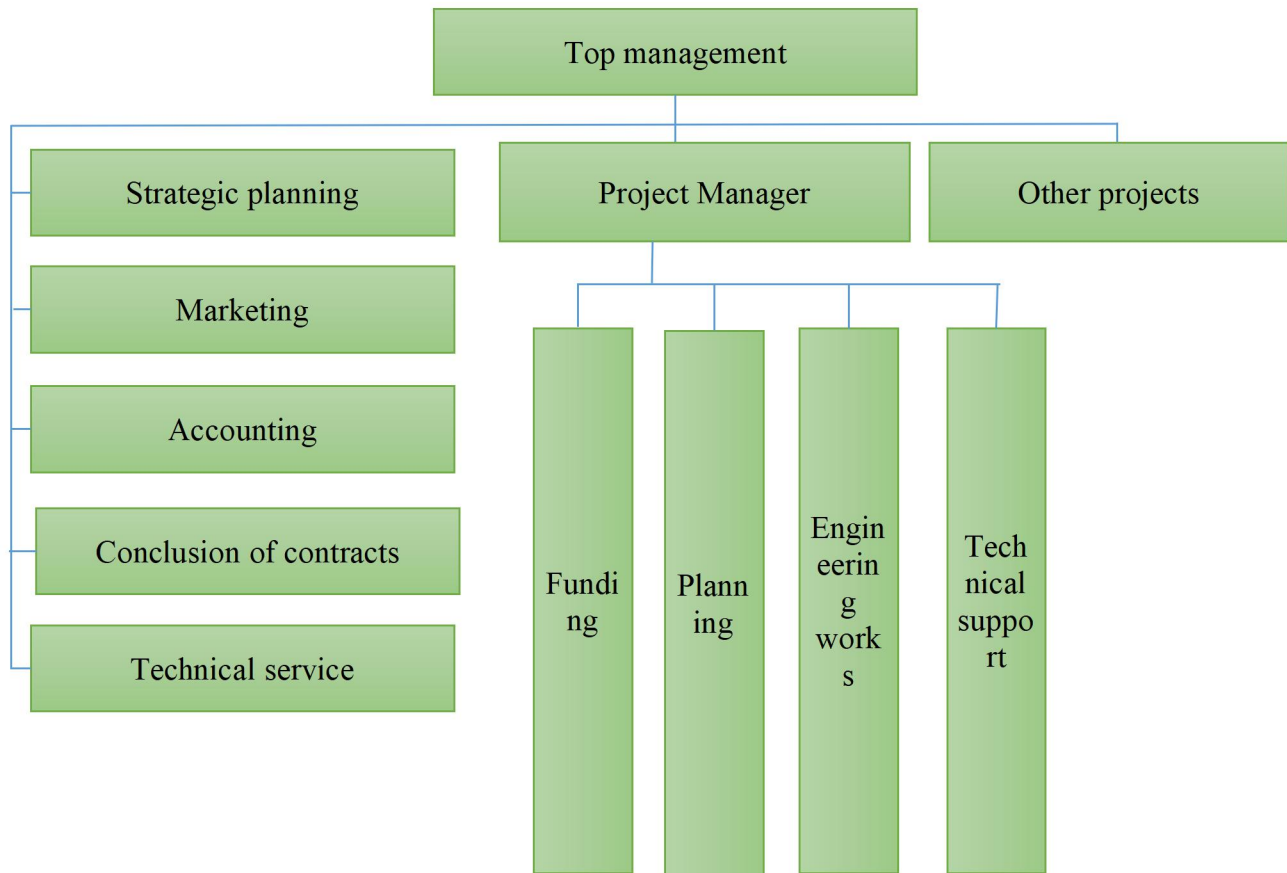 Top management
Strategic planning
Project Manager
Other projects
Marketing
Accounting
Conclusion of contracts
Technical service
Fundi
ng
Plann
ing
Engin
eerin
g
work
s
Tech
nical
suppo
rt